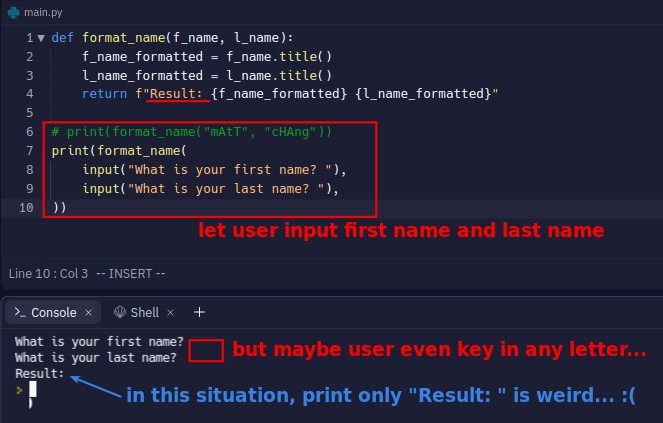 main.py
1 def format_name(f_name, l_name):
2     f_name_formatted = f_name.title()
3     l_name_formatted = l_name.title()
4     return f"Result: {f_name_formatted} {l_name_formatted}"
5
6 # print(format_name("mAtT", "cHAng"))
7 print(format_name(
8     input("What is your first name? "),
9     input("What is your last name? "),
10 ))
let user input first name and last name
Line 10 : Col 3 -- INSERT --
>_ Console × Shell × +
What is your first name?
What is your last name?
but maybe user even key in any letter...
Result:
in this situation, print only "Result: " is weird... :(